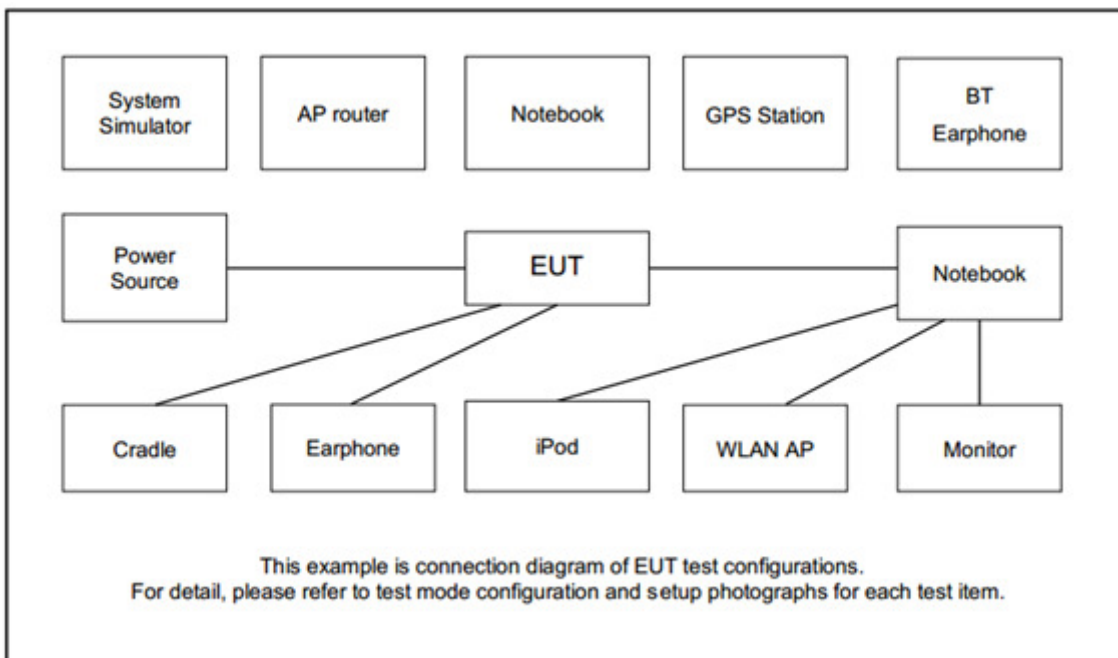 System
Simulator
AP router
Notebook
GPS Station
BT
Earphone
Power
Source
EUT
Notebook
Cradle
Earphone
iPod
WLAN AP
Monitor
This example is connection diagram of EUT test configurations.
For detail, please refer to test mode configuration and setup photographs for each test item.